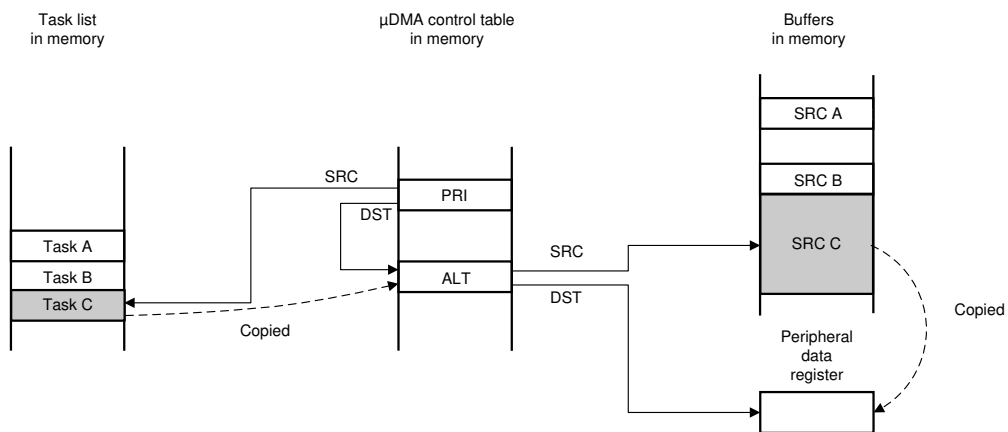 Task list
in memory
µDMA control table
in memory
Buffers
in memory
SRC A
SRC B
SRC C
SRC
PRI
DST
Task A
Task B
Task C
ALT
SRC
DST
Copied
Copied
Peripheral
data
register